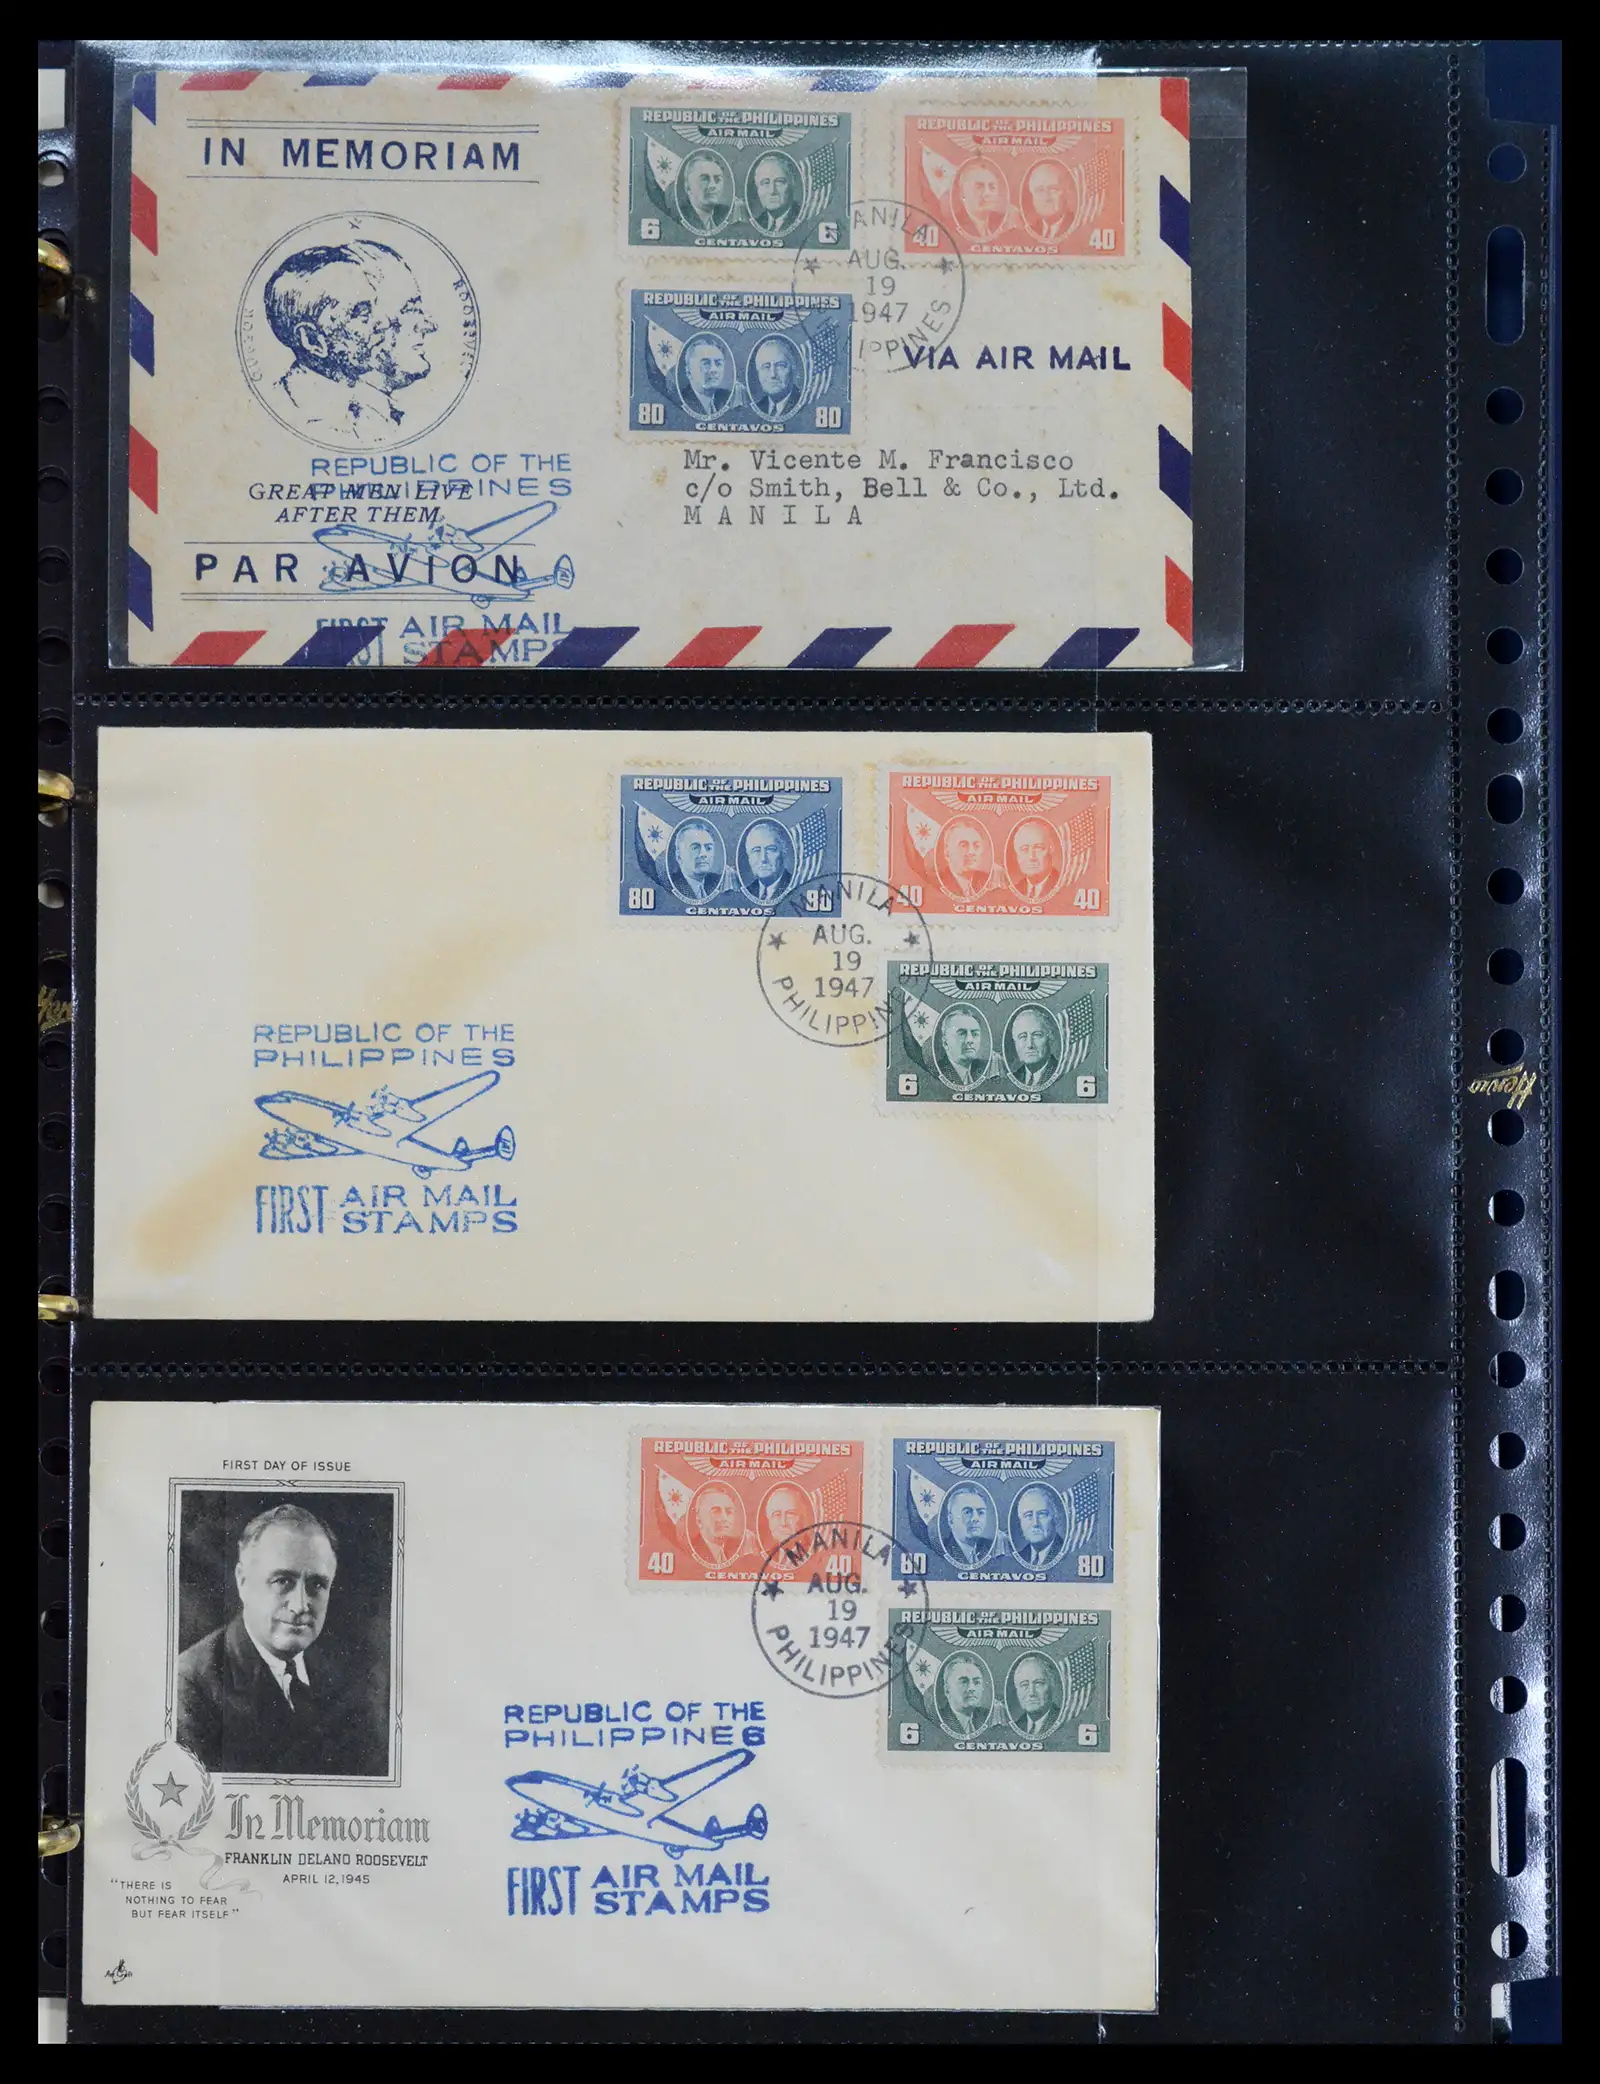 IN MEMORIAM
QUEZON
ROOSEVELT
REPUBLIC OF THE PHILIPPINES
AIR MAIL
6 6
CENTAVOS
REPUBLIC OF THE PHILIPPINES
AIR MAIL
40 40
CENTAVOS
REPUBLIC OF THE PHILIPPINES
AIR MAIL
80 80
CENTAVOS
MANILA
AUG.
19
1947
PHILIPPINES
VIA AIR MAIL
Mr. Vicente M. Francisco
c/o Smith, Bell & Co., Ltd.
MANILA
REPUBLIC OF THE
PHILIPPINES
GREAT MEN LIVE
AFTER THEM
PAR AVION
FIRST AIR MAIL
STAMPS
REPUBLIC OF THE PHILIPPINES
AIR MAIL
80 80
CENTAVOS
REPUBLIC OF THE PHILIPPINES
AIR MAIL
40 40
CENTAVOS
MANILA
AUG.
19
1947
PHILIPPINES
REPUBLIC OF THE PHILIPPINES
AIR MAIL
6 6
CENTAVOS
REPUBLIC OF THE
PHILIPPINES
FIRST AIR MAIL
STAMPS
Henzo
FIRST DAY OF ISSUE
REPUBLIC OF THE PHILIPPINES
AIR MAIL
40 40
CENTAVOS
REPUBLIC OF THE PHILIPPINES
AIR MAIL
80 80
CENTAVOS
MANILA
AUG.
19
1947
PHILIPPINES
REPUBLIC OF THE PHILIPPINES
AIR MAIL
6 6
CENTAVOS
REPUBLIC OF THE
PHILIPPINES
FIRST AIR MAIL
STAMPS
In Memoriam
FRANKLIN DELANO ROOSEVELT
APRIL 12, 1945
"THERE IS
NOTHING TO FEAR
BUT FEAR ITSELF"
Art Craft